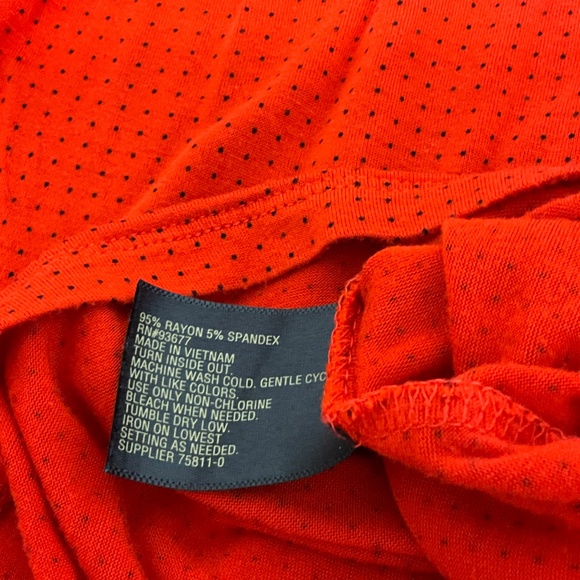 95% RAYON 5% SPANDEX
RN#93677
MADE IN VIETNAM
TURN INSIDE OUT.
MACHINE WASH COLD. GENTLE CYC
WITH LIKE COLORS.
USE ONLY NON-CHLORINE
BLEACH WHEN NEEDED.
TUMBLE DRY LOW.
IRON ON LOWEST
SETTING AS NEEDED.
SUPPLIER 75811-0